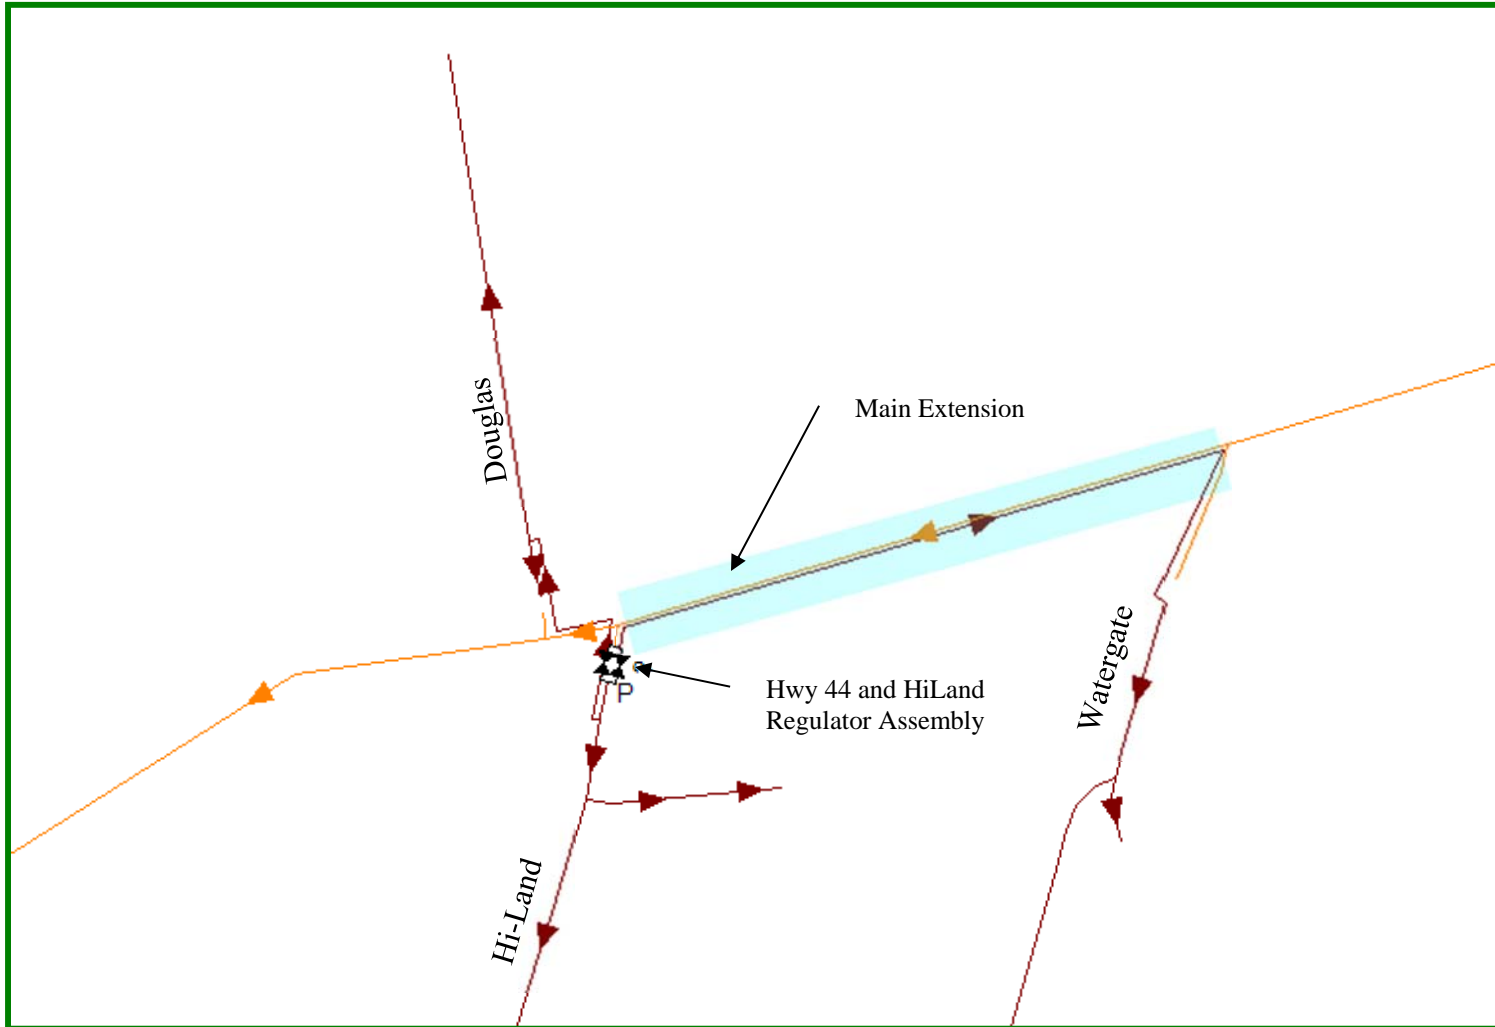 Douglas
Main Extension
Watergate
Hwy 44 and HiLand
Regulator Assembly
P
Hi-Land